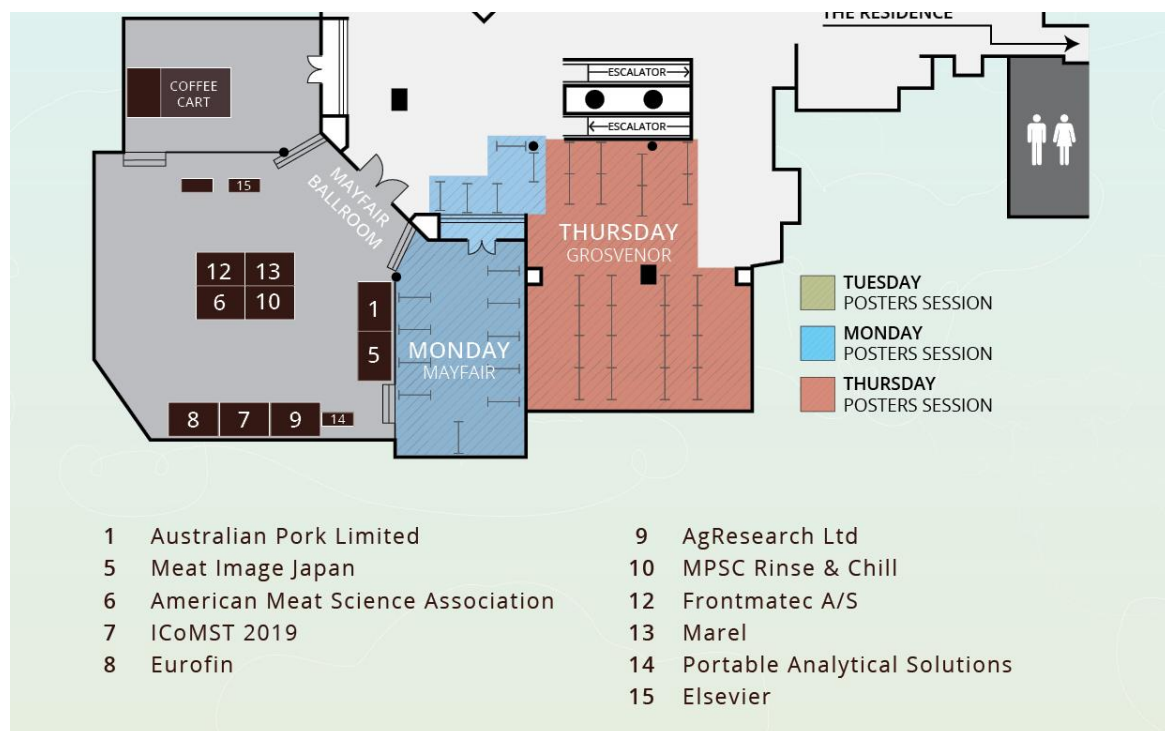 THE RESIDENCE
ESCALATOR
ESCALATOR
COFFEE
CART
MAYFAIR
BALLROOM
15
THURSDAY
GROSVENOR
12 13
6 10
1
5
MONDAY
MAYFAIR
8 7 9 14
TUESDAY
POSTERS SESSION
MONDAY
POSTERS SESSION
THURSDAY
POSTERS SESSION
1 Australian Pork Limited
5 Meat Image Japan
6 American Meat Science Association
7 ICoMST 2019
8 Eurofin
9 AgResearch Ltd
10 MPSC Rinse & Chill
12 Frontmatec A/S
13 Marel
14 Portable Analytical Solutions
15 Elsevier